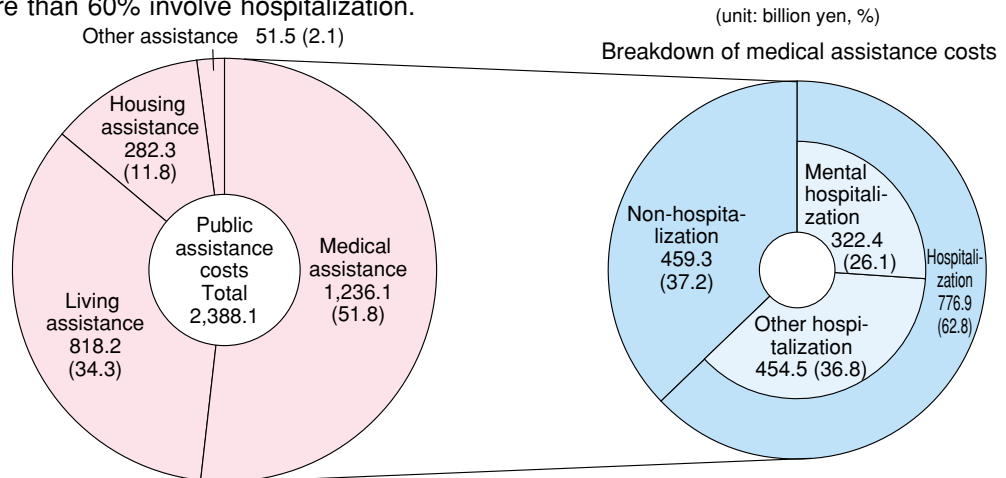 re than 60% involve hospitalization.
(unit: billion yen, %)
Other assistance 51.5 (2.1)
Breakdown of medical assistance costs
Housing
assistance
282.3
(11.8)
Public
assistance
costs
Total
2,388.1
Medical
assistance
1,236.1
(51.8)
Living
assistance
818.2
(34.3)
Non-hospita-
lization
459.3
(37.2)
Mental
hospitali-
zation
322.4
(26.1)
Hospitali-
zation
776.9
(62.8)
Other hospi-
talization
454.5 (36.8)